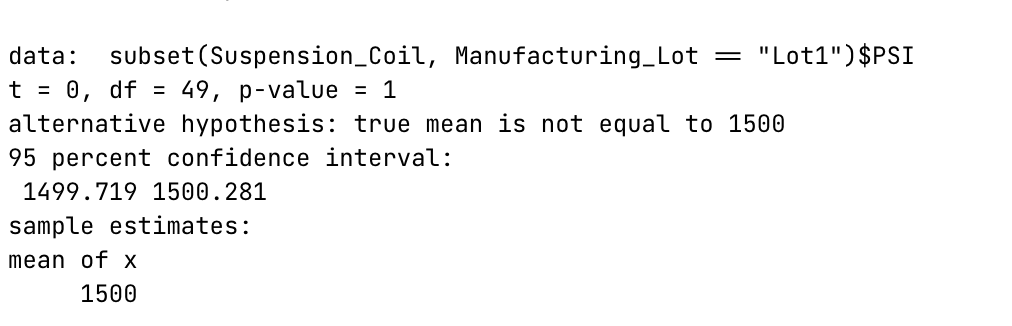 data:  subset(Suspension_Coil, Manufacturing_Lot == "Lot1")$PSI
t = 0, df = 49, p-value = 1
alternative hypothesis: true mean is not equal to 1500
95 percent confidence interval:
 1499.719 1500.281
sample estimates:
mean of x
     1500